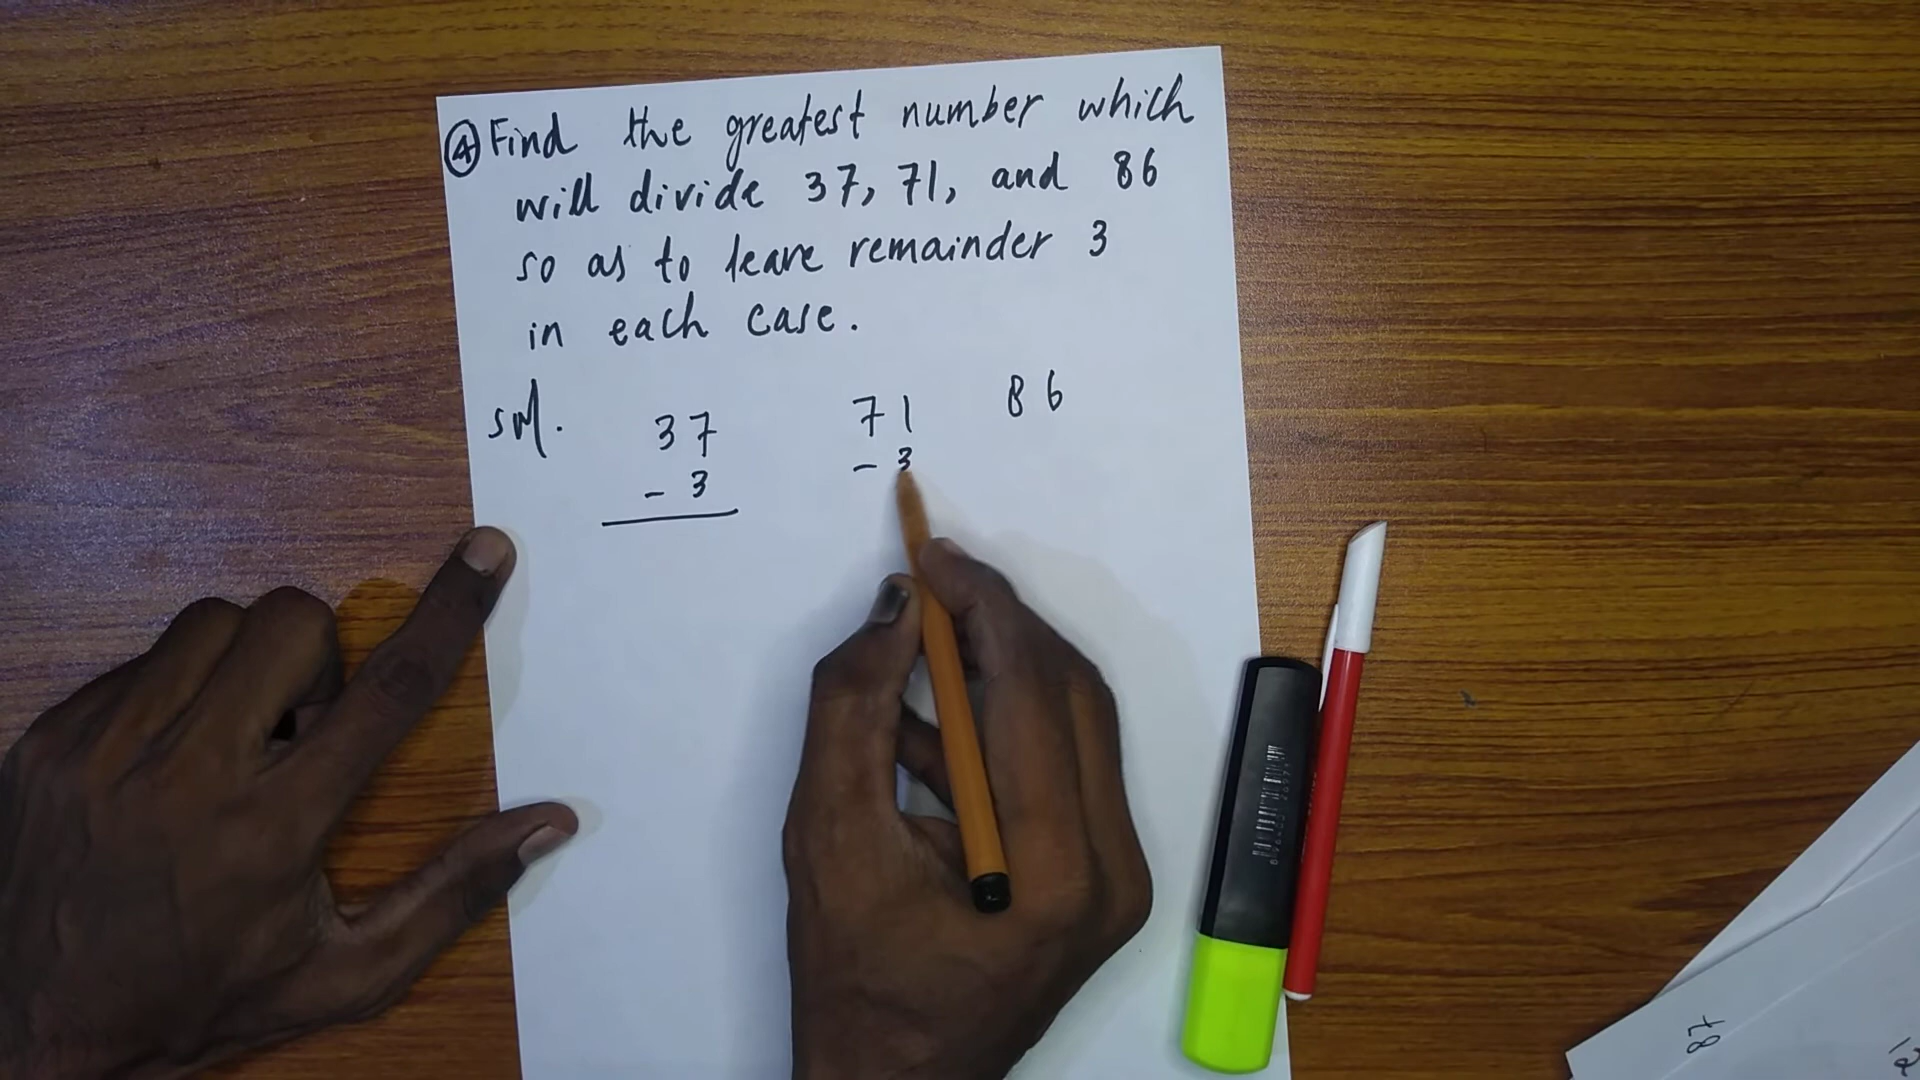 ④ Find the greatest number which
will divide 37, 71, and 86
so as to leave remainder 3
in each case.
Sol. 37 71 86
- 3 - 3
78